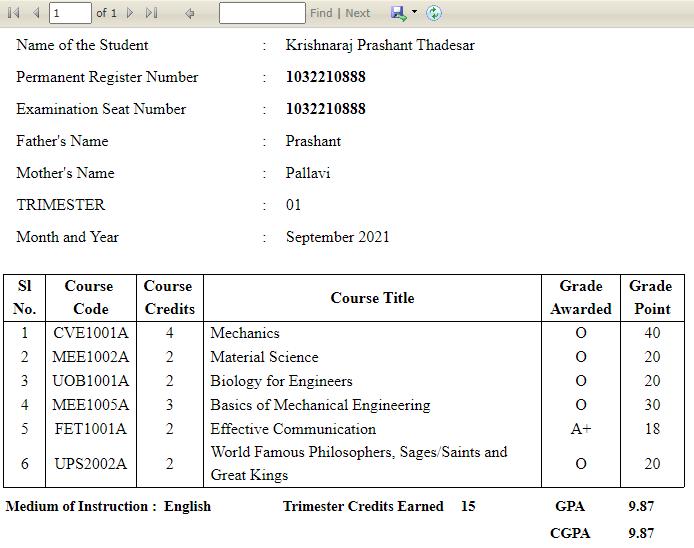 1 of 1 Find | Next
Name of the Student : Krishnaraj Prashant Thadesar
Permanent Register Number : 1032210888
Examination Seat Number : 1032210888
Father's Name : Prashant
Mother's Name : Pallavi
TRIMESTER : 01
Month and Year : September 2021
Sl No. Course Code Course Credits Course Title Grade Awarded Grade Point
1 CVE1001A 4 Mechanics O 40
2 MEE1002A 2 Material Science O 20
3 UOB1001A 2 Biology for Engineers O 20
4 MEE1005A 3 Basics of Mechanical Engineering O 30
5 FET1001A 2 Effective Communication A+ 18
6 UPS2002A 2 World Famous Philosophers, Sages/Saints and Great Kings O 20
Medium of Instruction : English Trimester Credits Earned 15 GPA 9.87
CGPA 9.87